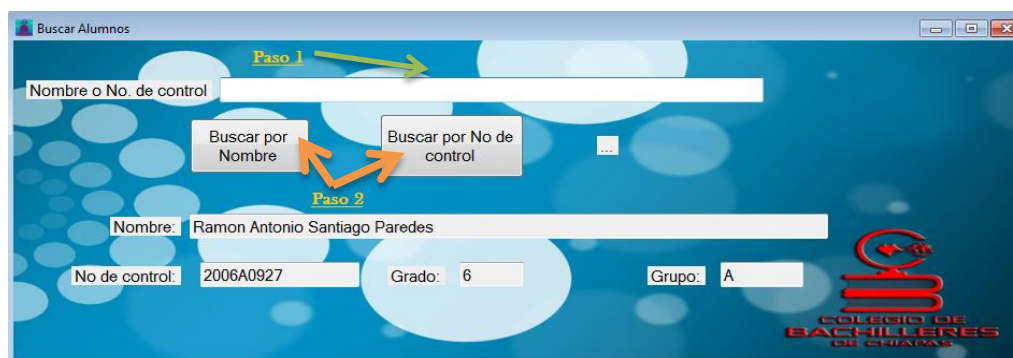 Buscar Alumnos
Paso 1
Nombre o No. de control
Buscar por
Nombre
Buscar por No de
control
...
Paso 2
Nombre: Ramon Antonio Santiago Paredes
No de control: 2006A0927 Grado: 6 Grupo: A
COLEGIO DE
BACHILLERES
DE CHIAPAS